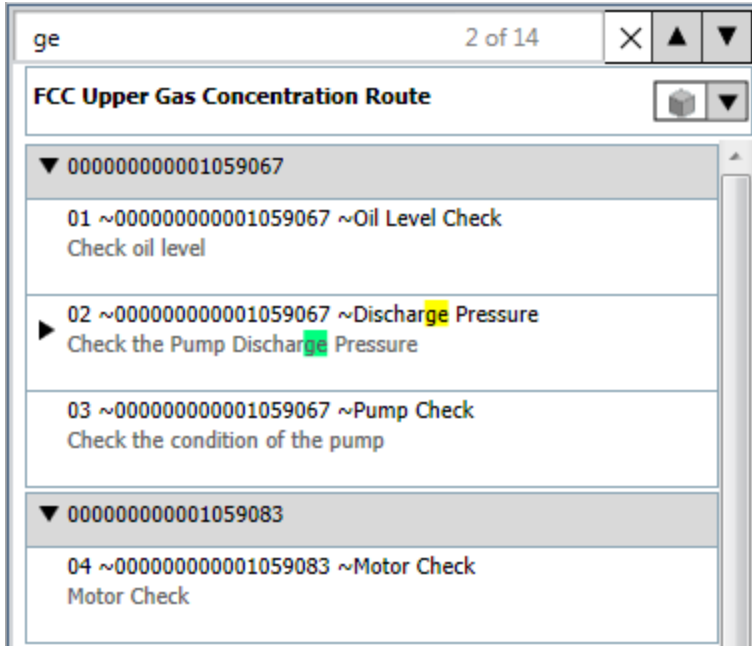 ge 2 of 14
FCC Upper Gas Concentration Route
000000000001059067
01 ~000000000001059067 ~Oil Level Check
Check oil level
02 ~000000000001059067 ~Discharge Pressure
Check the Pump Discharge Pressure
03 ~000000000001059067 ~Pump Check
Check the condition of the pump
000000000001059083
04 ~000000000001059083 ~Motor Check
Motor Check